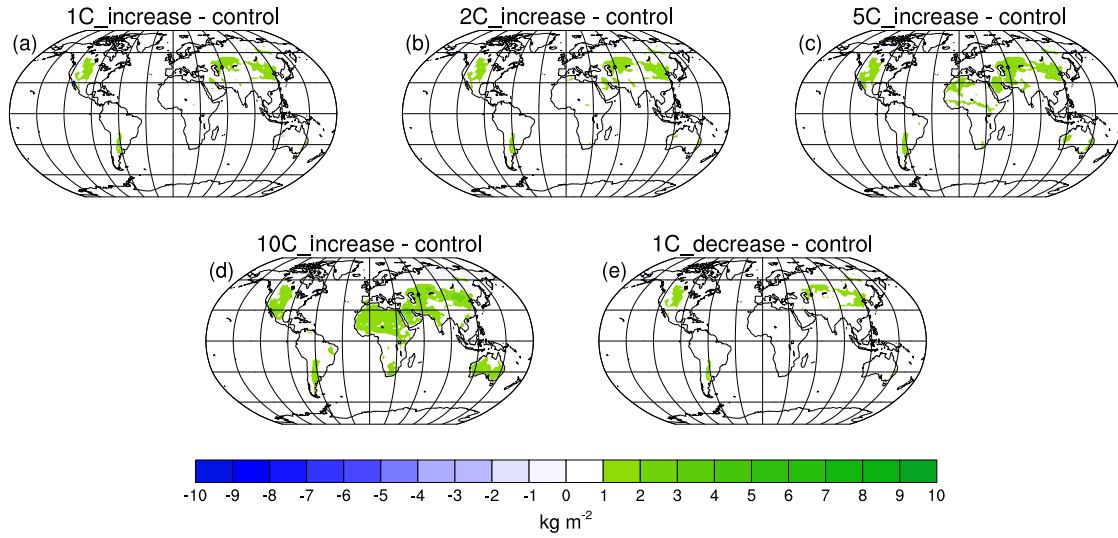 1C_increase - control
2C_increase - control
5C_increase - control
(a)
(b)
(c)
10C_increase - control
1C_decrease - control
(d)
(e)
-10 -9 -8 -7 -6 -5 -4 -3 -2 -1 0 1 2 3 4 5 6 7 8 9 10
kg m⁻²